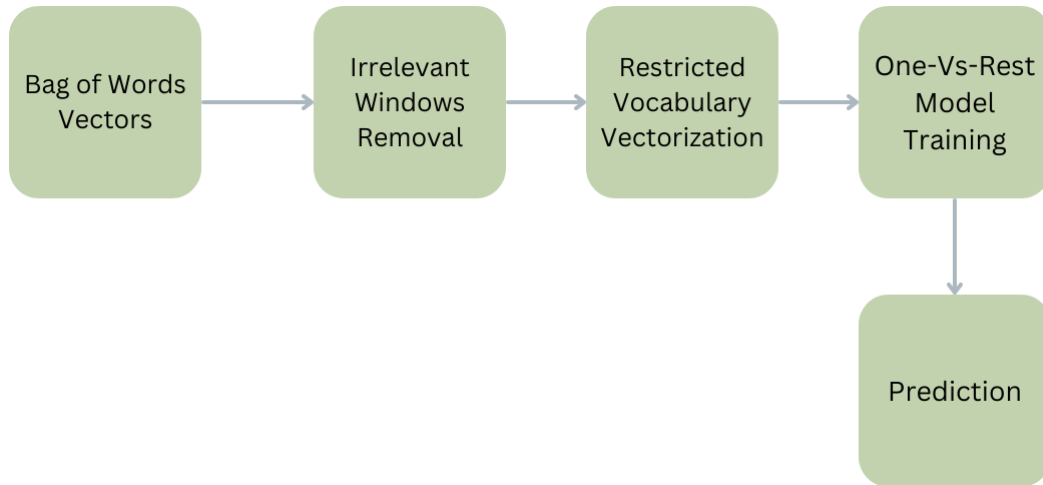 Bag of Words
Vectors
Irrelevant
Windows
Removal
Restricted
Vocabulary
Vectorization
One-Vs-Rest
Model
Training
Prediction